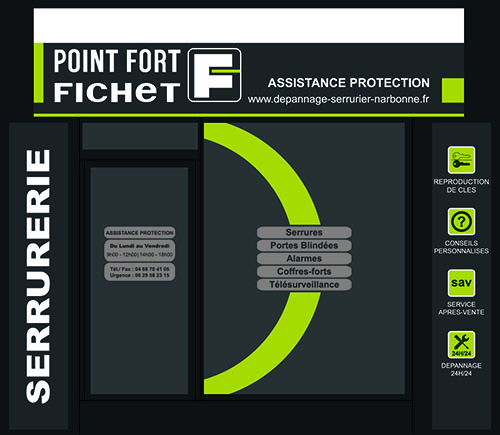 POINT FORT
FICHET
F
ASSISTANCE PROTECTION
www.depannage-serrurier-narbonne.fr
SERRURERIE
ASSISTANCE PROTECTION
Du Lundi au Vendredi
9h00 - 12h00|14h00 - 18h00
Tél./ Fax : 04 68 70 41 05
Urgence : 06 29 58 33 15
Serrures
Portes Blindées
Alarmes
Coffres-forts
Télésurveillance
REPRODUCTION
DE CLES
?
CONSEILS
PERSONNALISES
sav
SERVICE
APRES-VENTE
24H/24
DEPANNAGE
24H/24